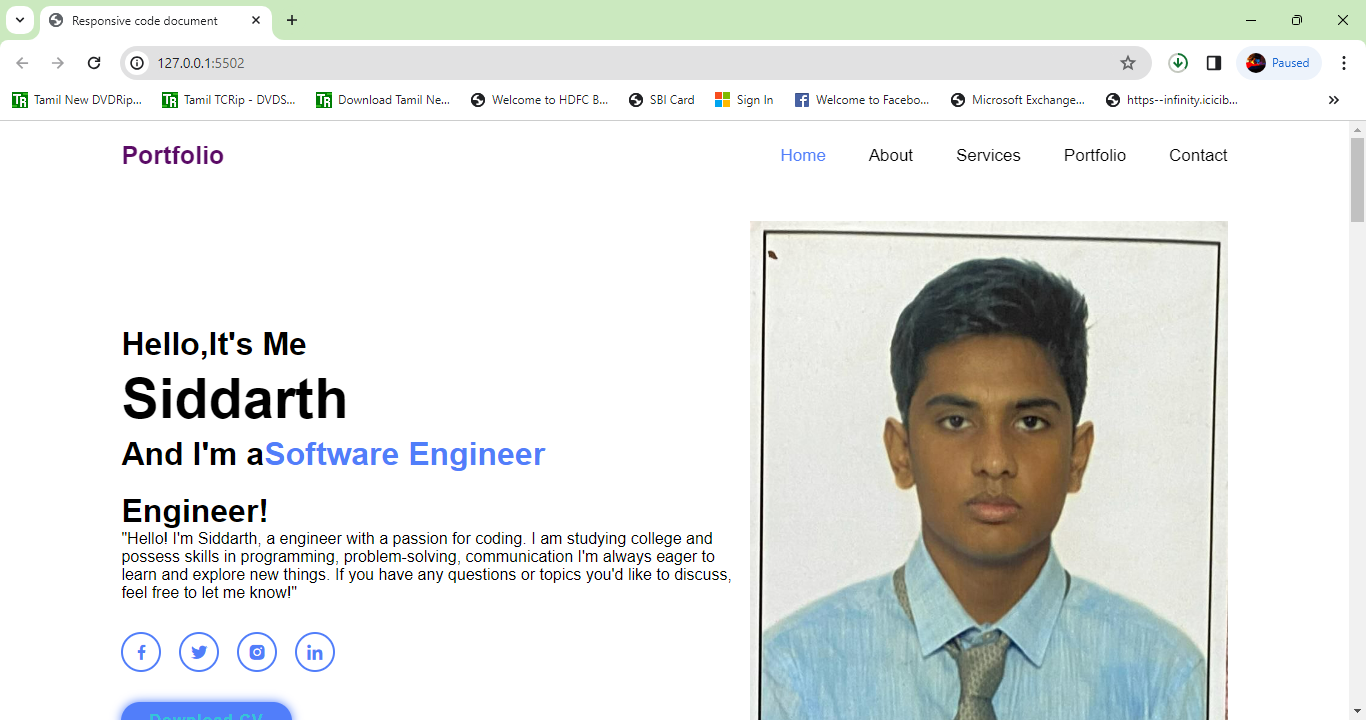 Responsive code document
127.0.0.1:5502
Paused
Tamil New DVDRip...
Tamil TCRip - DVDS...
Download Tamil Ne...
Welcome to HDFC B...
SBI Card
Sign In
Welcome to Facebo...
Microsoft Exchange...
https--infinity.icicib...
Portfolio
Home
About
Services
Portfolio
Contact
Hello,It's Me
Siddarth
And I'm aSoftware Engineer
Engineer!
"Hello! I'm Siddarth, a engineer with a passion for coding. I am studying college and
possess skills in programming, problem-solving, communication I'm always eager to
learn and explore new things. If you have any questions or topics you'd like to discuss,
feel free to let me know!"
Download CV